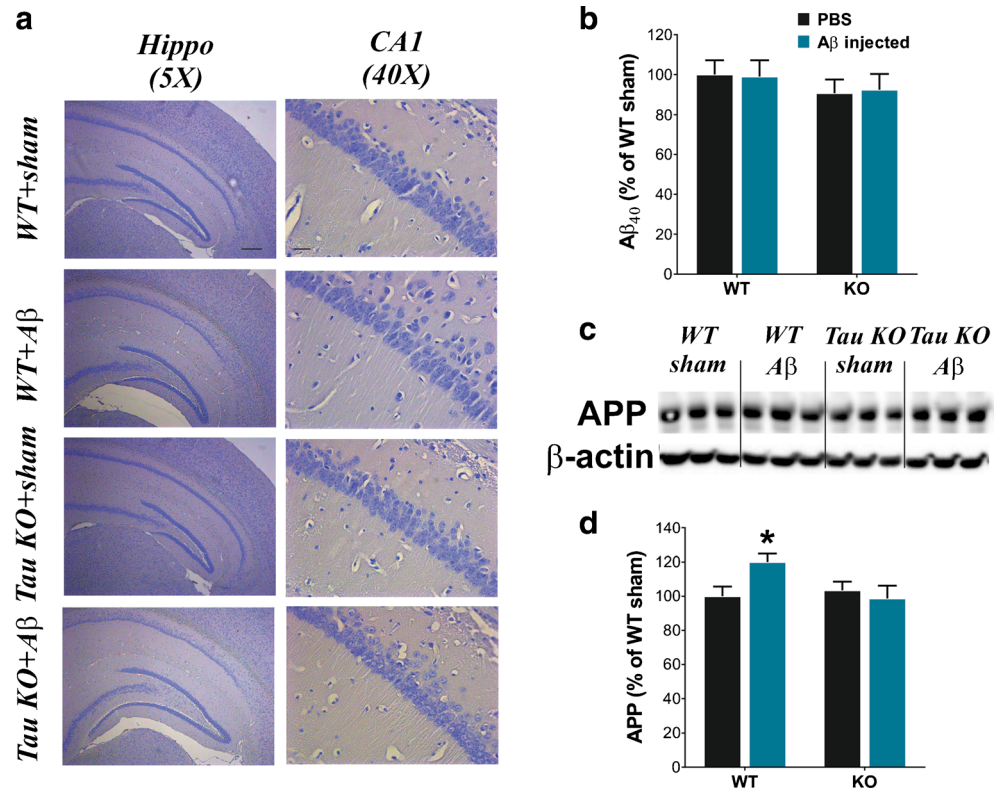 a
Hippo
(5X)
CA1
(40X)
WT+sham
WT+Aβ
Tau KO+sham
Tau KO+Aβ
b
PBS
Aβ injected
Aβ40 (% of WT sham)
120
100
80
60
40
20
0
WT
KO
c
WT
sham
WT
Aβ
Tau KO
sham
Tau KO
Aβ
APP
β-actin
d
APP (% of WT sham)
140
120
100
80
60
40
20
0
*
WT
KO